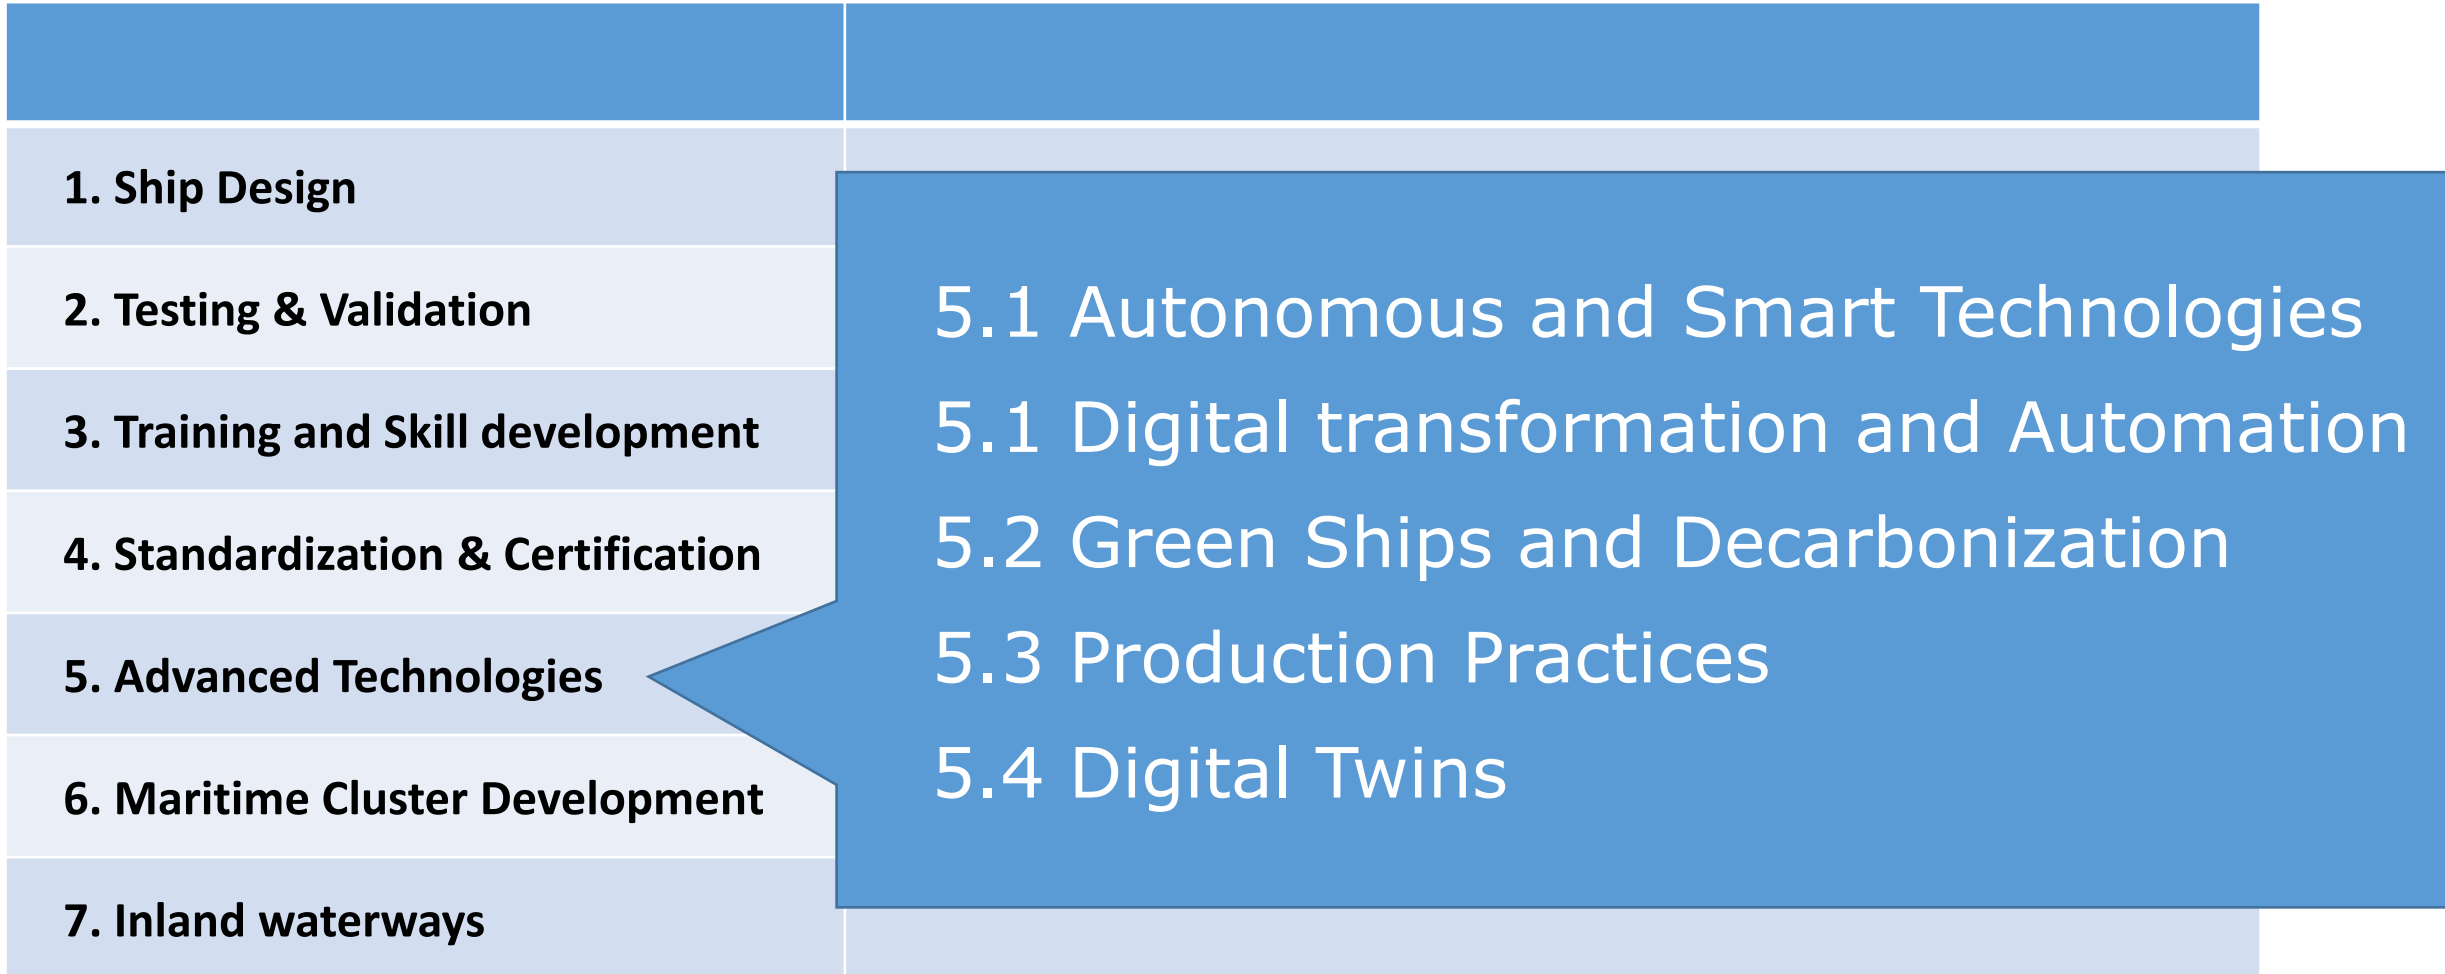 1. Ship Design
2. Testing & Validation
3. Training and Skill development
4. Standardization & Certification
5. Advanced Technologies
6. Maritime Cluster Development
7. Inland waterways
5.1 Autonomous and Smart Technologies
5.1 Digital transformation and Automation
5.2 Green Ships and Decarbonization
5.3 Production Practices
5.4 Digital Twins